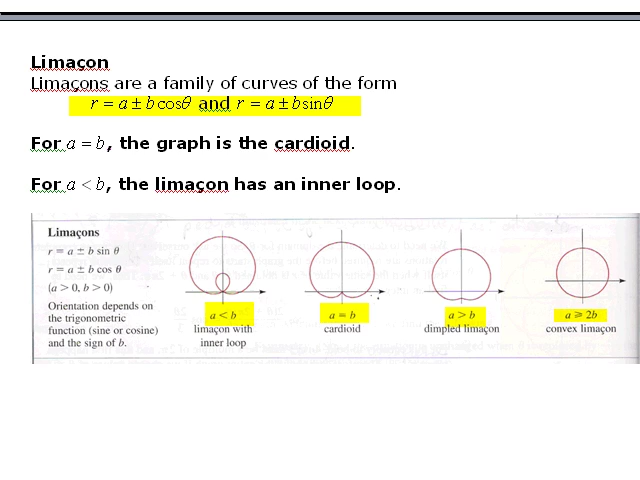 Limaçon
Limaçons are a family of curves of the form
r = a ± b cosθ and r = a ± b sinθ
For a = b, the graph is the cardioid.
For a < b, the limaçon has an inner loop.
Limaçons
r = a ± b sin θ
r = a ± b cos θ
(a > 0, b > 0)
Orientation depends on
the trigonometric
function (sine or cosine)
and the sign of b.
a < b
limaçon with
inner loop
a = b
cardioid
a > b
dimpled limaçon
a ⩾ 2b
convex limaçon